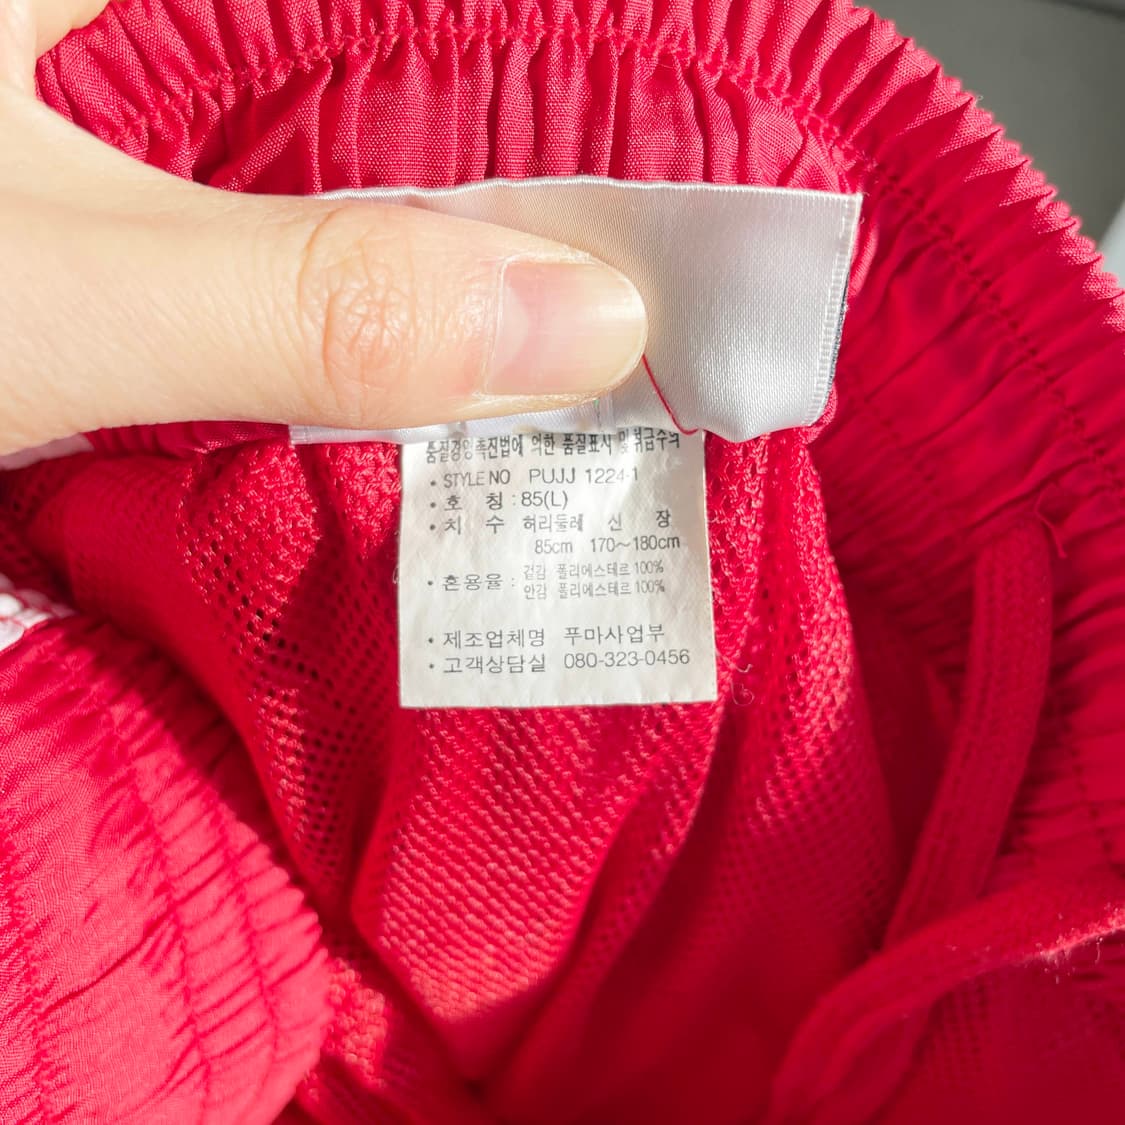 품질경영촉진법에 의한 품질표시 및 취급주의
• STYLE NO PUJJ 1224-1
• 호 칭 : 85(L)
• 치 수 허리둘레 신 장
85cm 170~180cm
• 혼용율 : 겉감 폴리에스테르 100%
안감 폴리에스테르 100%
• 제조업체명 푸마사업부
• 고객상담실 080-323-0456